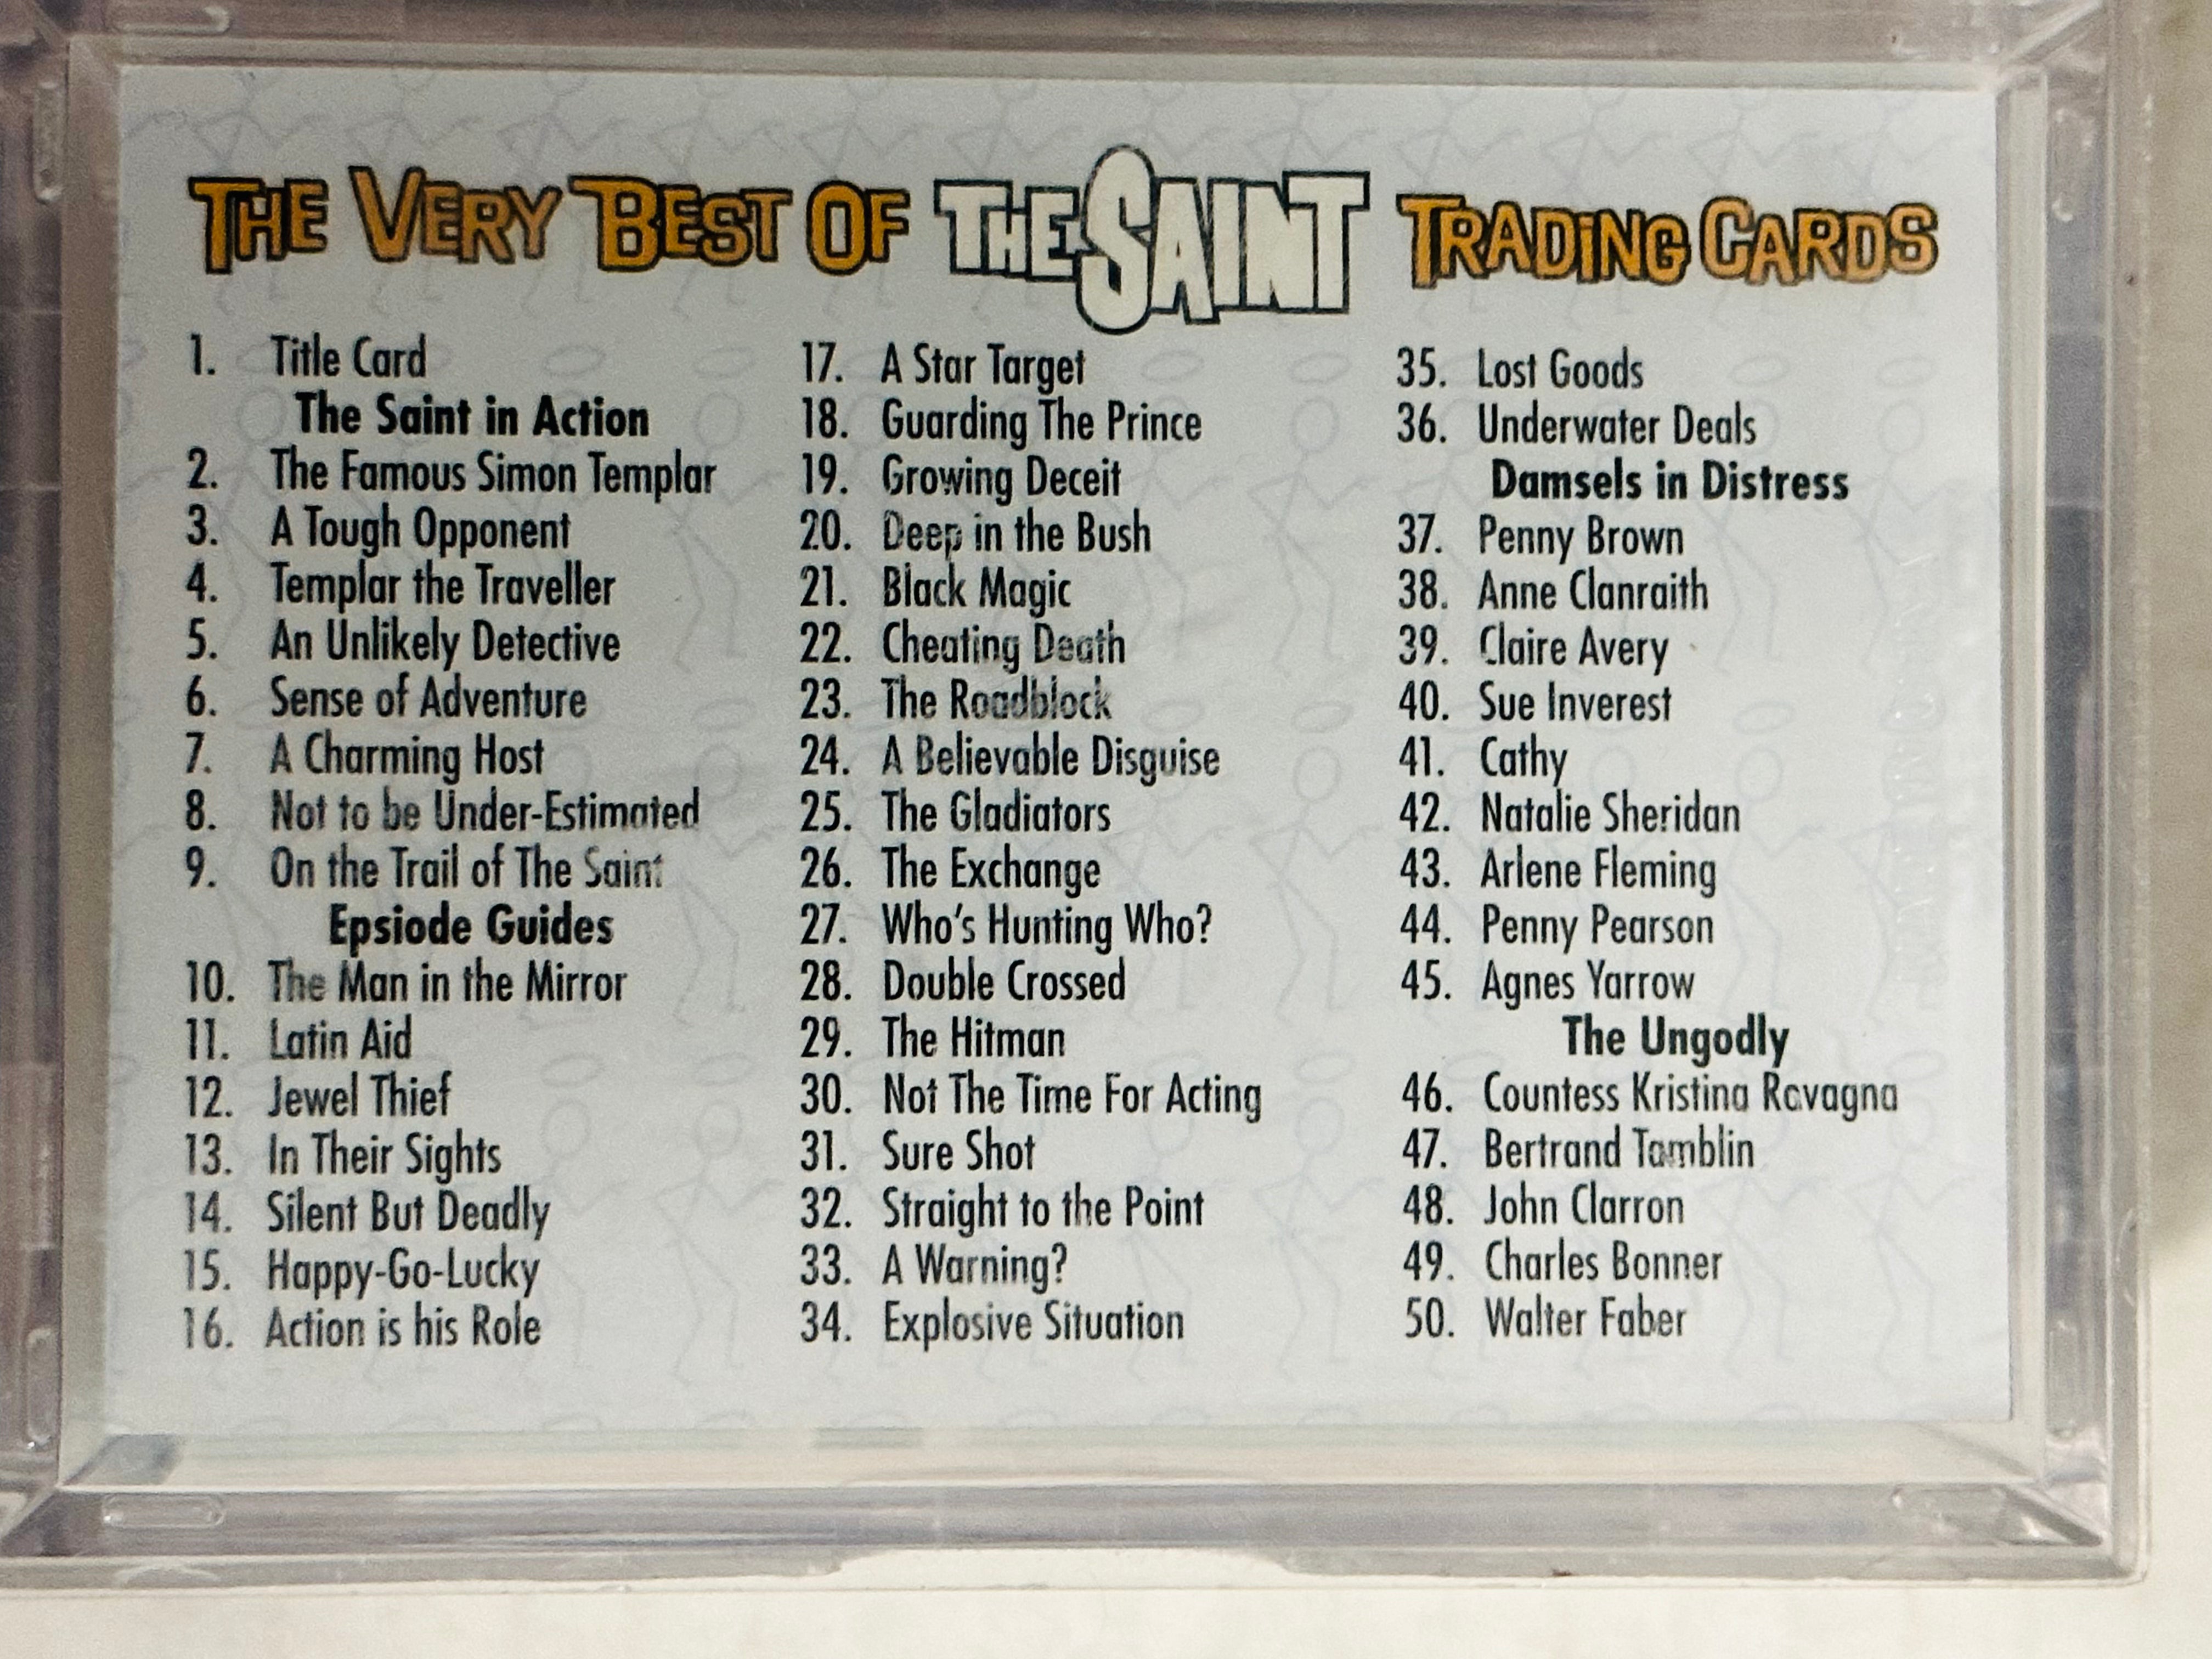 THE VERY BEST OF THE SAINT TRADING CARDS
1. Title Card
The Saint in Action
2. The Famous Simon Templar
3. A Tough Opponent
4. Templar the Traveller
5. An Unlikely Detective
6. Sense of Adventure
7. A Charming Host
8. Not to be Under-Estimated
9. On the Trail of The Saint
Epsiode Guides
10. The Man in the Mirror
11. Latin Aid
12. Jewel Thief
13. In Their Sights
14. Silent But Deadly
15. Happy-Go-Lucky
16. Action is his Role
17. A Star Target
18. Guarding The Prince
19. Growing Deceit
20. Deep in the Bush
21. Black Magic
22. Cheating Death
23. The Roadblock
24. A Believable Disguise
25. The Gladiators
26. The Exchange
27. Who's Hunting Who?
28. Double Crossed
29. The Hitman
30. Not The Time For Acting
31. Sure Shot
32. Straight to the Point
33. A Warning?
34. Explosive Situation
35. Lost Goods
36. Underwater Deals
Damsels in Distress
37. Penny Brown
38. Anne Clanraith
39. Claire Avery
40. Sue Inverest
41. Cathy
42. Natalie Sheridan
43. Arlene Fleming
44. Penny Pearson
45. Agnes Yarrow
The Ungodly
46. Countess Kristina Rovagna
47. Bertrand Tamblin
48. John Clarron
49. Charles Bonner
50. Walter Faber